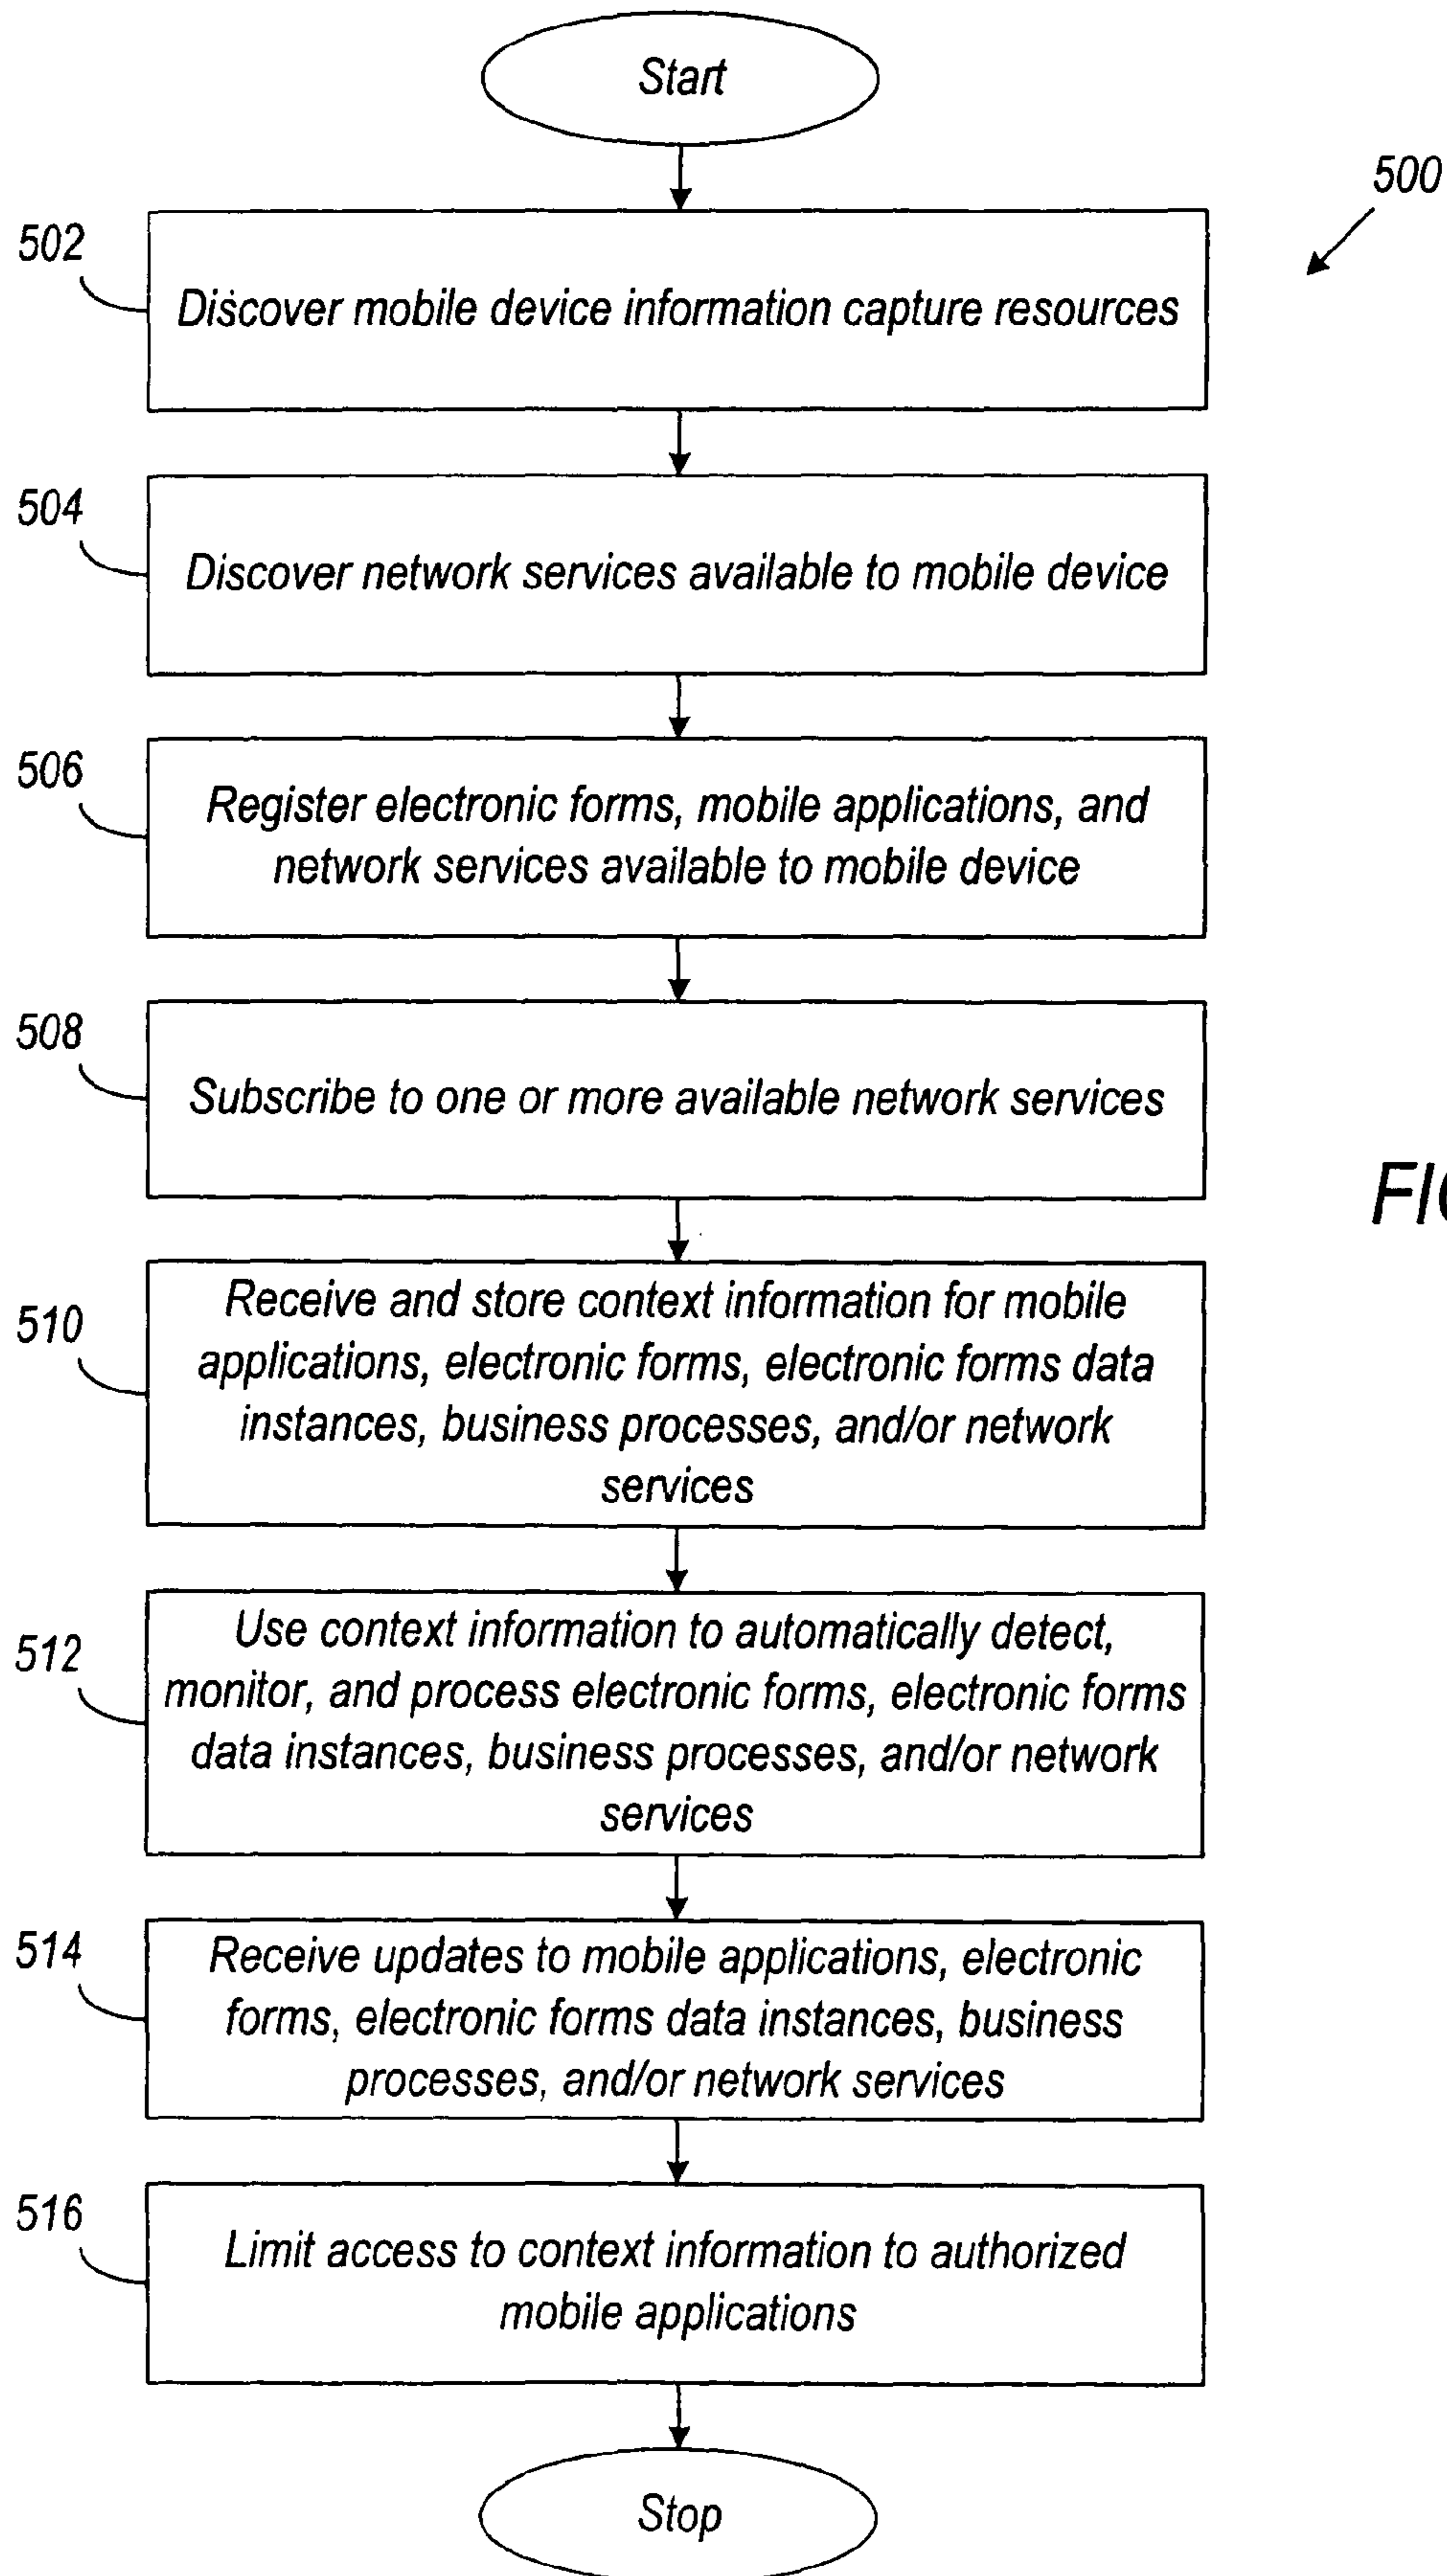 Start
500
502
Discover mobile device information capture resources
504
Discover network services available to mobile device
506
Register electronic forms, mobile applications, and
network services available to mobile device
508
Subscribe to one or more available network services
510
Receive and store context information for mobile
applications, electronic forms, electronic forms data
instances, business processes, and/or network
services
512
Use context information to automatically detect,
monitor, and process electronic forms, electronic forms
data instances, business processes, and/or network
services
514
Receive updates to mobile applications, electronic
forms, electronic forms data instances, business
processes, and/or network services
516
Limit access to context information to authorized
mobile applications
Stop